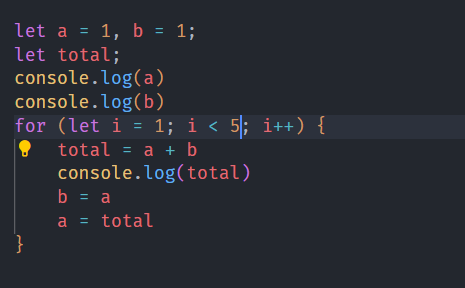 let a = 1, b = 1;
let total;
console.log(a)
console.log(b)
for (let i = 1; i < 5; i++) {
    total = a + b
    console.log(total)
    b = a
    a = total
}